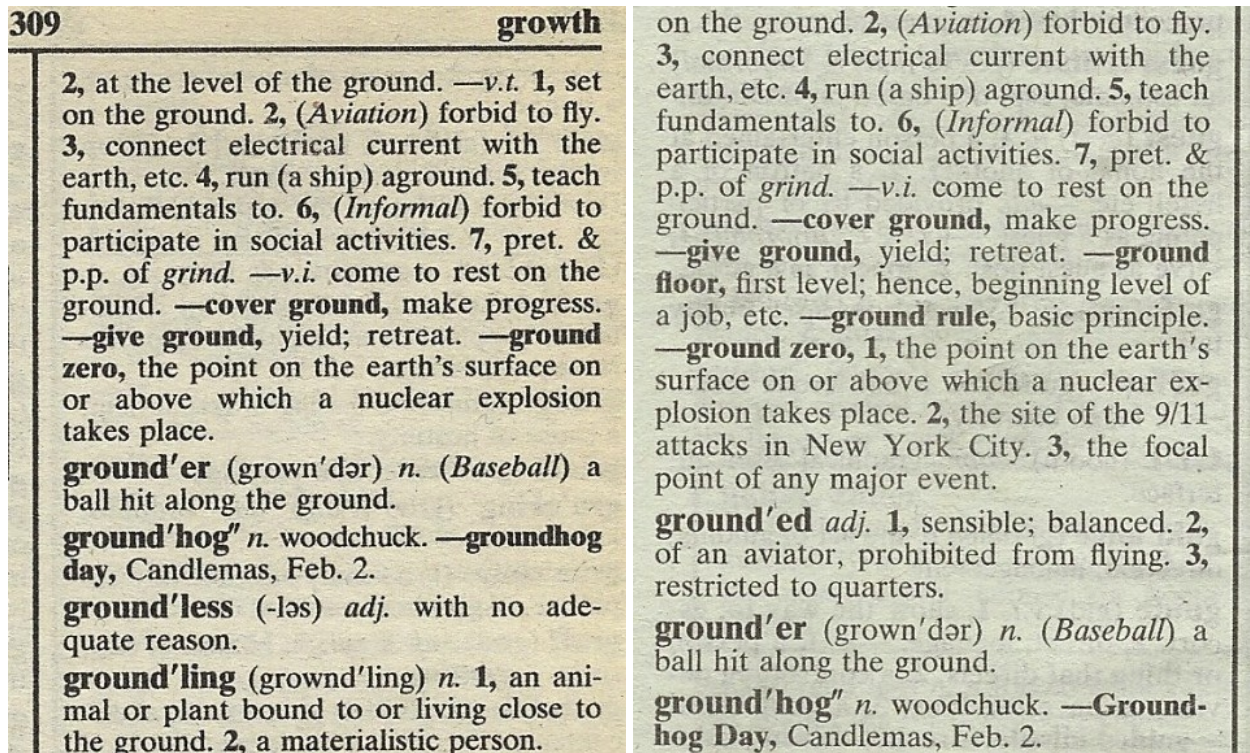 309 growth
2, at the level of the ground. —v.t. 1, set
on the ground. 2, (Aviation) forbid to fly.
3, connect electrical current with the
earth, etc. 4, run (a ship) aground. 5, teach
fundamentals to. 6, (Informal) forbid to
participate in social activities. 7, pret. &
p.p. of grind. —v.i. come to rest on the
ground. —cover ground, make progress.
—give ground, yield; retreat. —ground
zero, the point on the earth's surface on
or above which a nuclear explosion
takes place.
ground′er (grown′dər) n. (Baseball) a
ball hit along the ground.
ground′hog″ n. woodchuck. —groundhog
day, Candlemas, Feb. 2.
ground′less (-ləs) adj. with no ade-
quate reason.
ground′ling (grownd′ling) n. 1, an ani-
mal or plant bound to or living close to
the ground. 2, a materialistic person.
on the ground. 2, (Aviation) forbid to fly.
3, connect electrical current with the
earth, etc. 4, run (a ship) aground. 5, teach
fundamentals to. 6, (Informal) forbid to
participate in social activities. 7, pret. &
p.p. of grind. —v.i. come to rest on the
ground. —cover ground, make progress.
—give ground, yield; retreat. —ground
floor, first level; hence, beginning level of
a job, etc. —ground rule, basic principle.
—ground zero, 1, the point on the earth's
surface on or above which a nuclear ex-
plosion takes place. 2, the site of the 9/11
attacks in New York City. 3, the focal
point of any major event.
ground′ed adj. 1, sensible; balanced. 2,
of an aviator, prohibited from flying. 3,
restricted to quarters.
ground′er (grown′dər) n. (Baseball) a
ball hit along the ground.
ground′hog″ n. woodchuck. —Ground-
hog Day, Candlemas, Feb. 2.